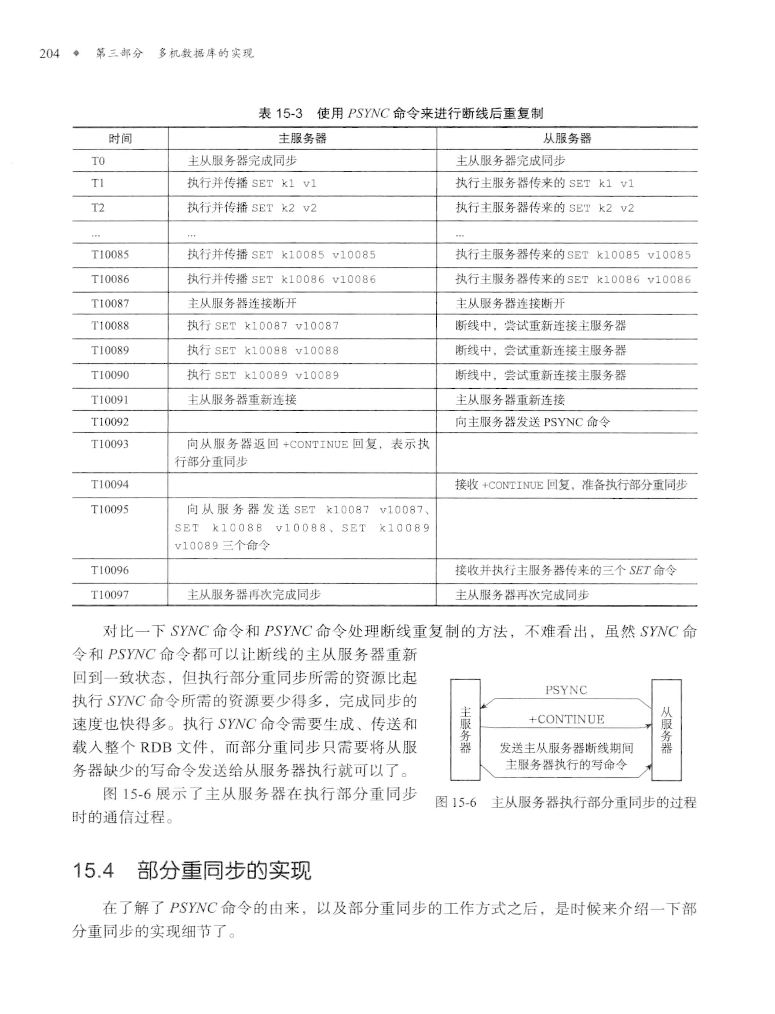 204 ◆ 第三部分 多机数据库的实现
表 15-3 使用 PSYNC 命令来进行断线后重复制
时间 主服务器 从服务器
T0 主从服务器完成同步 主从服务器完成同步
T1 执行并传播 SET k1 v1 执行主服务器传来的 SET k1 v1
T2 执行并传播 SET k2 v2 执行主服务器传来的 SET k2 v2
... ... ...
T10085 执行并传播 SET k10085 v10085 执行主服务器传来的 SET k10085 v10085
T10086 执行并传播 SET k10086 v10086 执行主服务器传来的 SET k10086 v10086
T10087 主从服务器连接断开 主从服务器连接断开
T10088 执行 SET k10087 v10087 断线中，尝试重新连接主服务器
T10089 执行 SET k10088 v10088 断线中，尝试重新连接主服务器
T10090 执行 SET k10089 v10089 断线中，尝试重新连接主服务器
T10091 主从服务器重新连接 主从服务器重新连接
T10092 向主服务器发送 PSYNC 命令
T10093 向从服务器返回 +CONTINUE 回复，表示执
行部分重同步
T10094 接收 +CONTINUE 回复，准备执行部分重同步
T10095 向从服务器发送 SET k10087 v10087、
SET k10088 v10088、SET k10089
v10089 三个命令
T10096 接收并执行主服务器传来的三个 SET 命令
T10097 主从服务器再次完成同步 主从服务器再次完成同步
对比一下 SYNC 命令和 PSYNC 命令处理断线重复制的方法，不难看出，虽然 SYNC 命
令和 PSYNC 命令都可以让断线的主从服务器重新
回到一致状态，但执行部分重同步所需的资源比起
执行 SYNC 命令所需的资源要少得多，完成同步的
速度也快得多。执行 SYNC 命令需要生成、传送和
载入整个 RDB 文件，而部分重同步只需要将从服
务器缺少的写命令发送给从服务器执行就可以了。
图 15-6 展示了主从服务器在执行部分重同步
时的通信过程。
主服务器
PSYNC
+CONTINUE
发送主从服务器断线期间
主服务器执行的写命令
从服务器
图 15-6 主从服务器执行部分重同步的过程
15.4 部分重同步的实现
在了解了 PSYNC 命令的由来，以及部分重同步的工作方式之后，是时候来介绍一下部
分重同步的实现细节了。